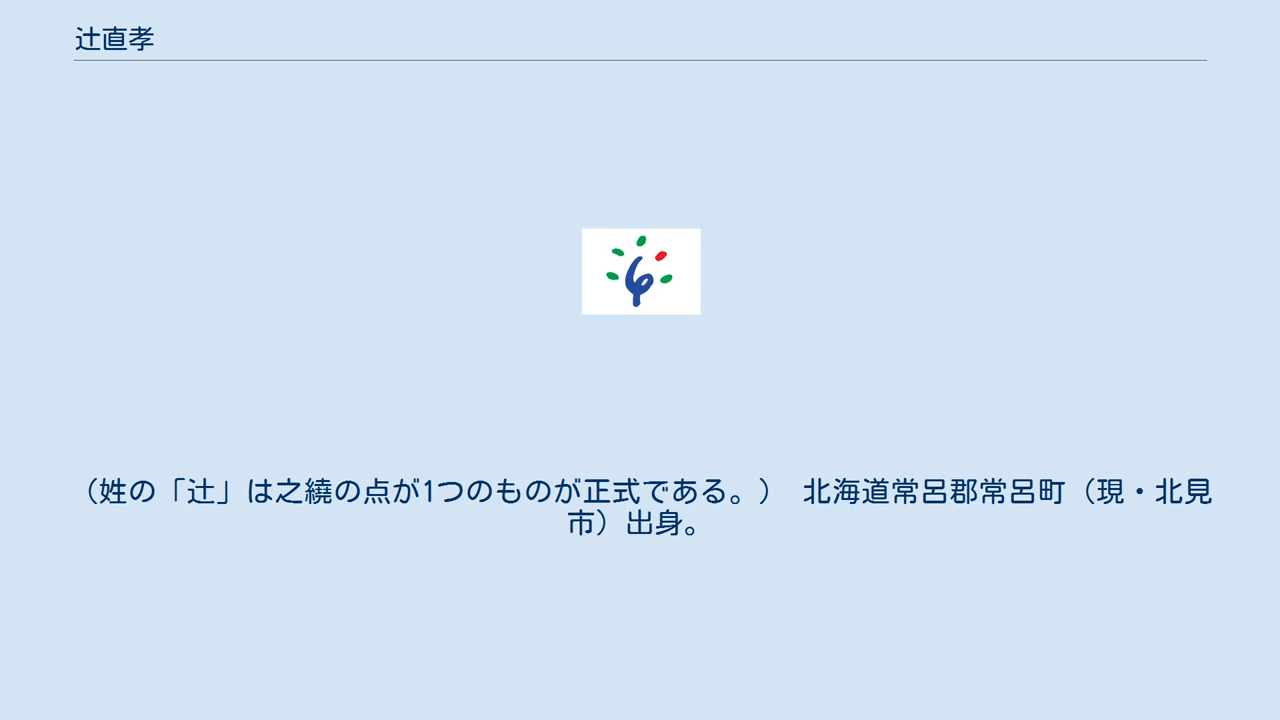 辻直孝
（姓の「辻」は之繞の点が1つのものが正式である。）　北海道常呂郡常呂町（現・北見
市）出身。